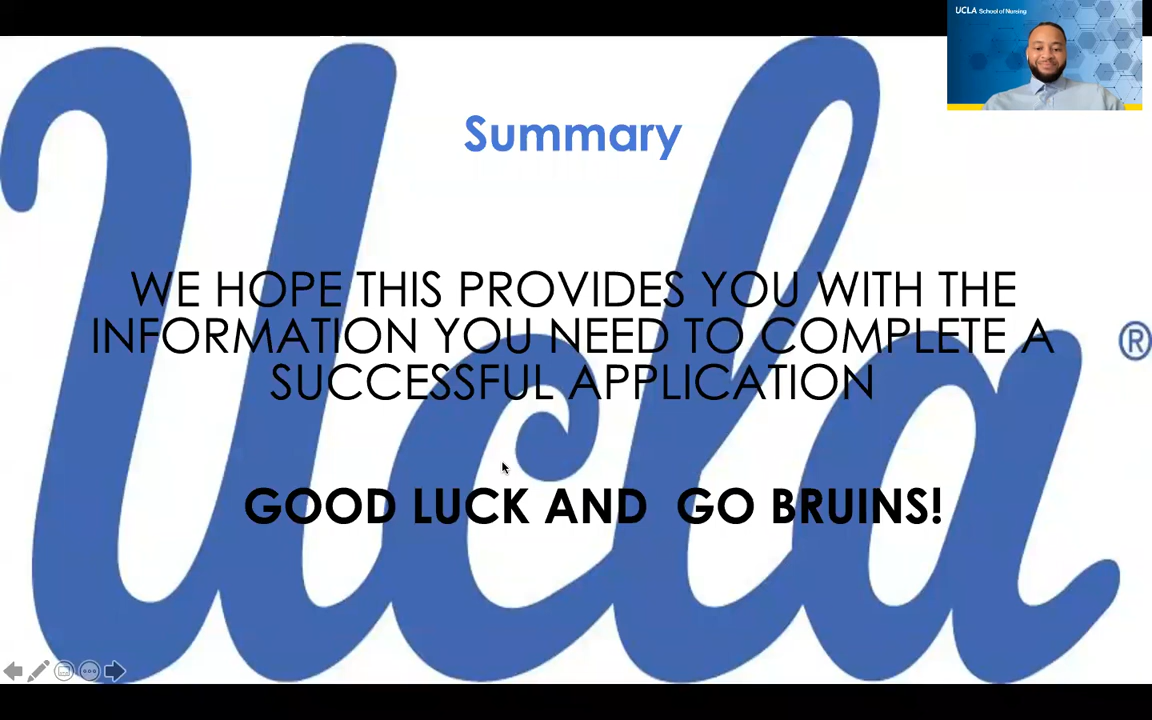 UCLA School of Nursing
Summary
WE HOPE THIS PROVIDES YOU WITH THE
INFORMATION YOU NEED TO COMPLETE A
SUCCESSFUL APPLICATION
GOOD LUCK AND  GO BRUINS!
Ucla ®